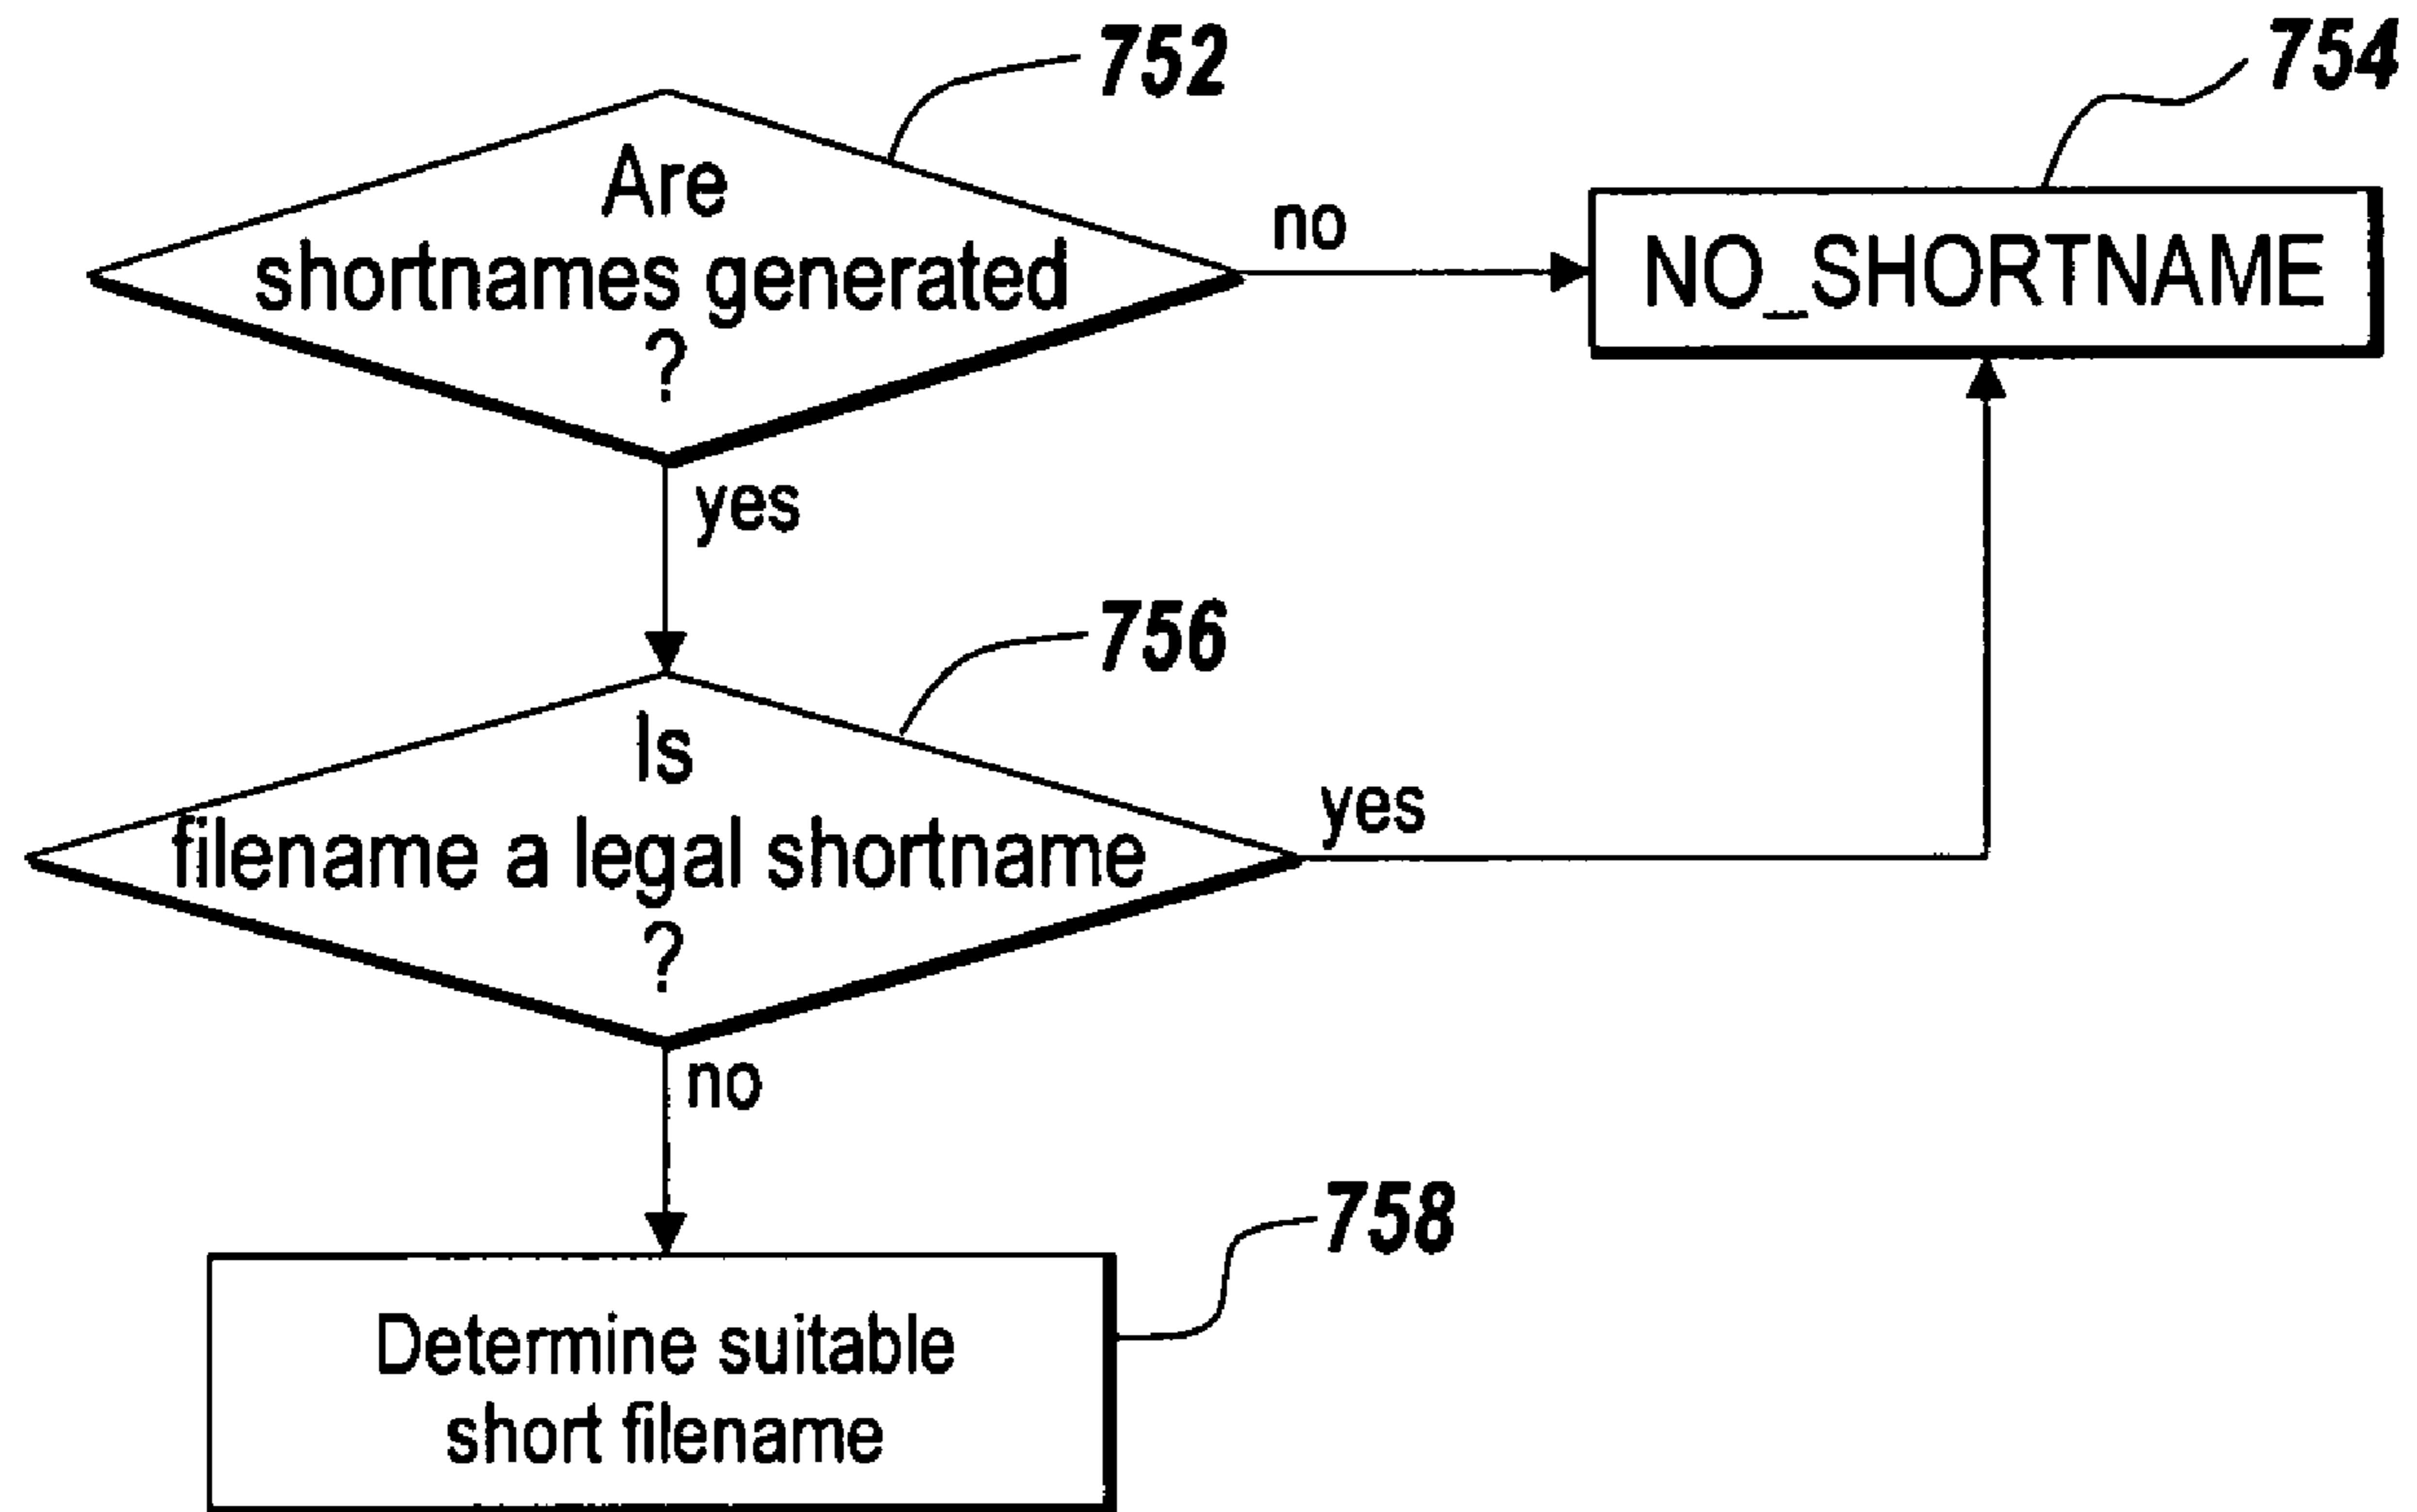 752
754
Are
shortnames generated
?
no
NO_SHORTNAME
yes
756
Is
filename a legal shortname
?
yes
no
758
Determine suitable
short filename